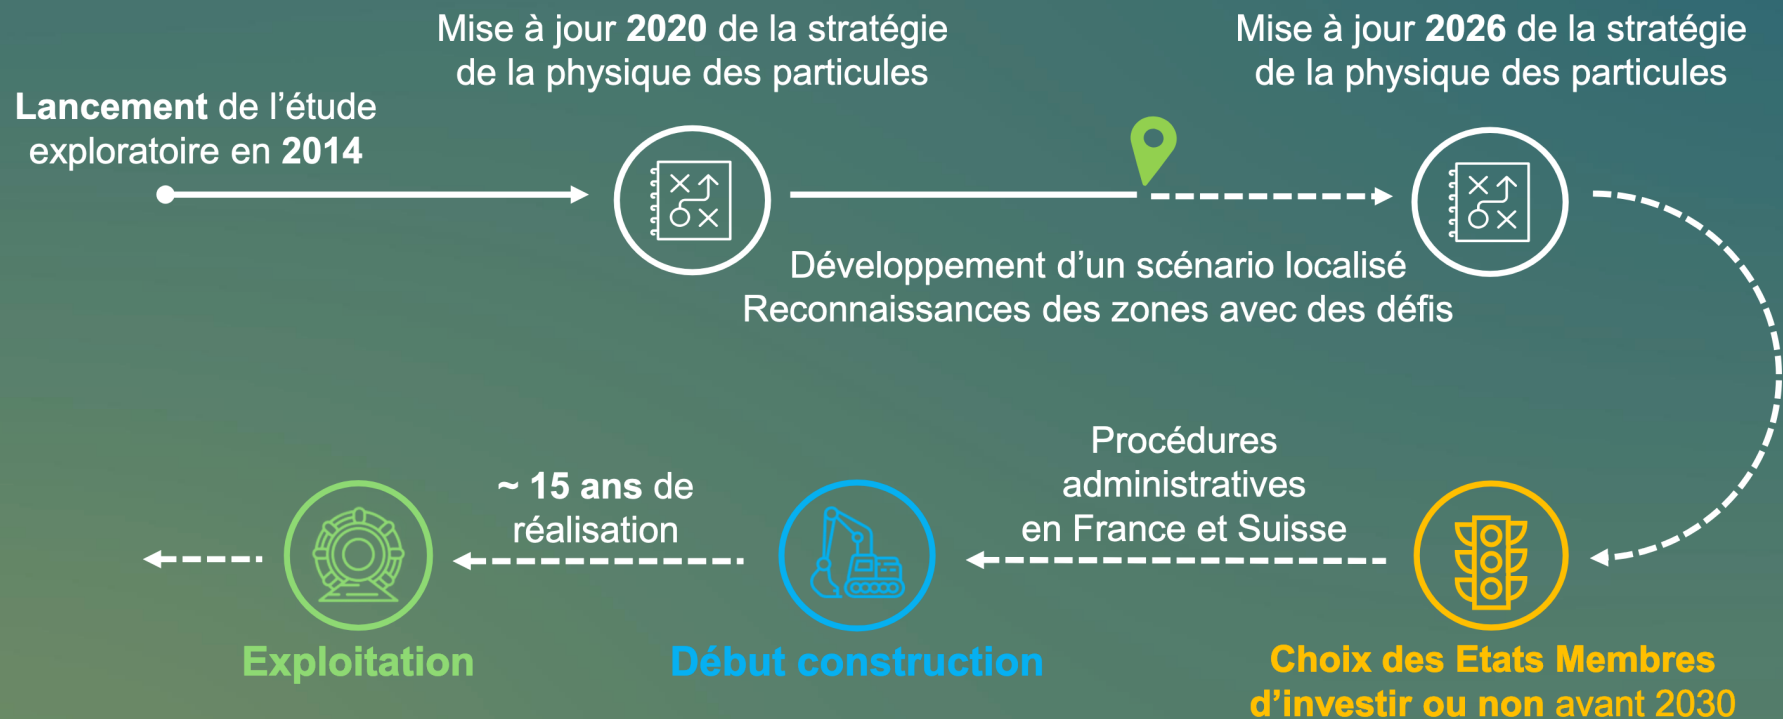 Lancement de l’étude
exploratoire en 2014
Mise à jour 2020 de la stratégie
de la physique des particules
Mise à jour 2026 de la stratégie
de la physique des particules
Développement d’un scénario localisé
Reconnaissances des zones avec des défis
Choix des Etats Membres
d’investir ou non avant 2030
Procédures
administratives
en France et Suisse
Début construction
~ 15 ans de
réalisation
Exploitation